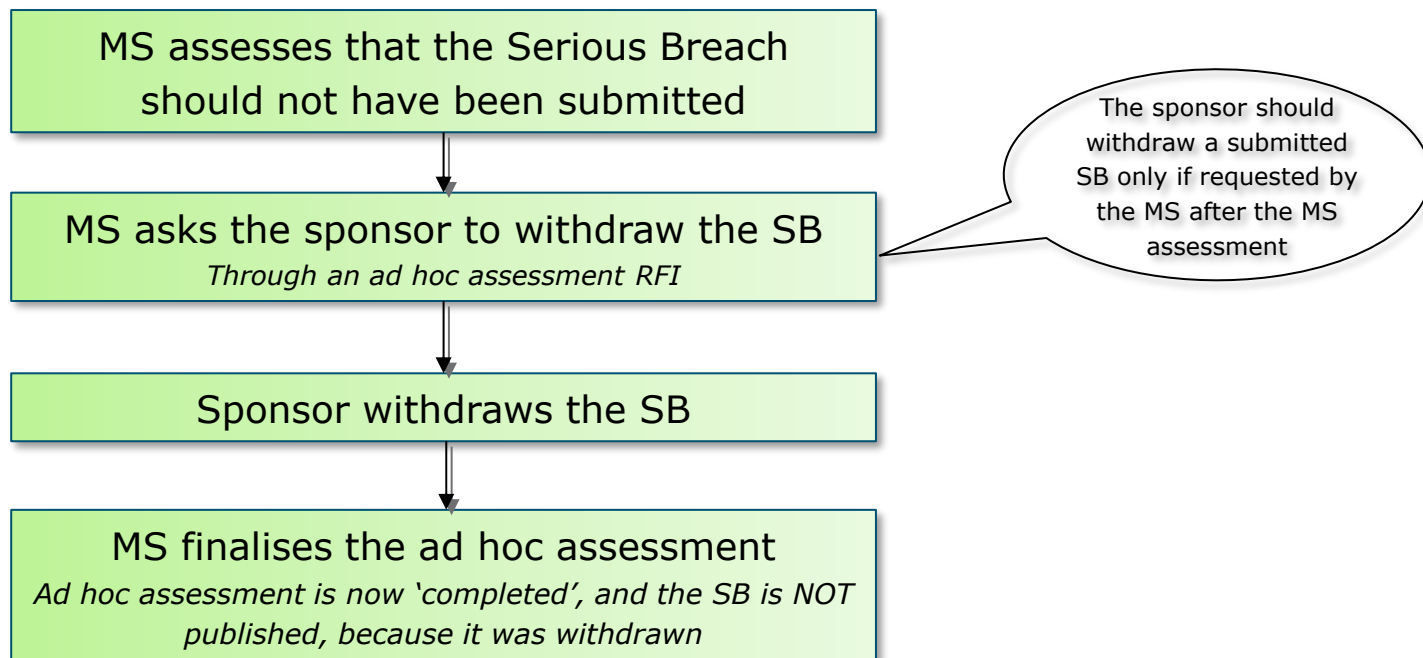 MS assesses that the Serious Breach
should not have been submitted
The sponsor should
withdraw a submitted
SB only if requested by
the MS after the MS
assessment
MS asks the sponsor to withdraw the SB
Through an ad hoc assessment RFI
Sponsor withdraws the SB
MS finalises the ad hoc assessment
Ad hoc assessment is now ‘completed’, and the SB is NOT
published, because it was withdrawn